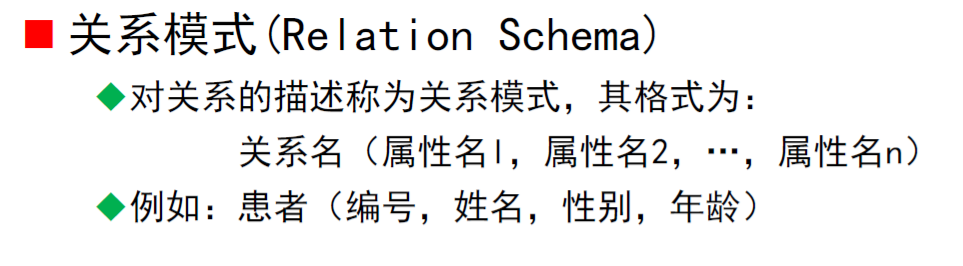 ■ 关系模式(Relation Schema)
◆对关系的描述称为关系模式，其格式为：
关系名（属性名1，属性名2，…，属性名n）
◆例如：患者（编号，姓名，性别，年龄）